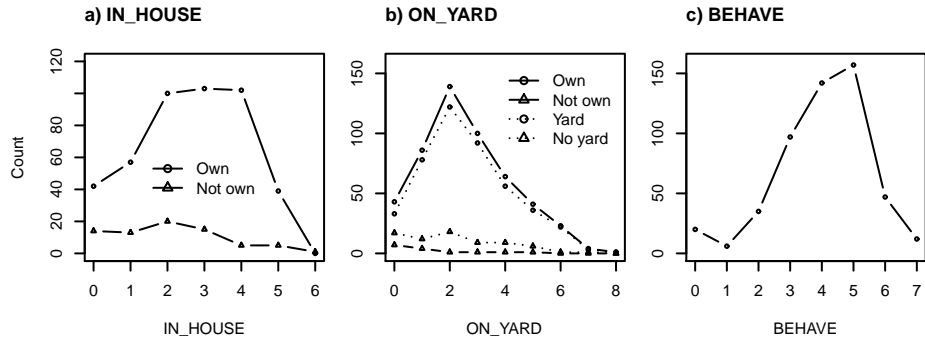 a) IN_HOUSE
b) ON_YARD
c) BEHAVE
Count
120
100
80
60
40
20
0
Own
Not own
0 1 2 3 4 5 6
IN_HOUSE
150
100
50
0
Own
Not own
Yard
No yard
0 2 4 6 8
ON_YARD
150
100
50
0
0 1 2 3 4 5 6 7
BEHAVE